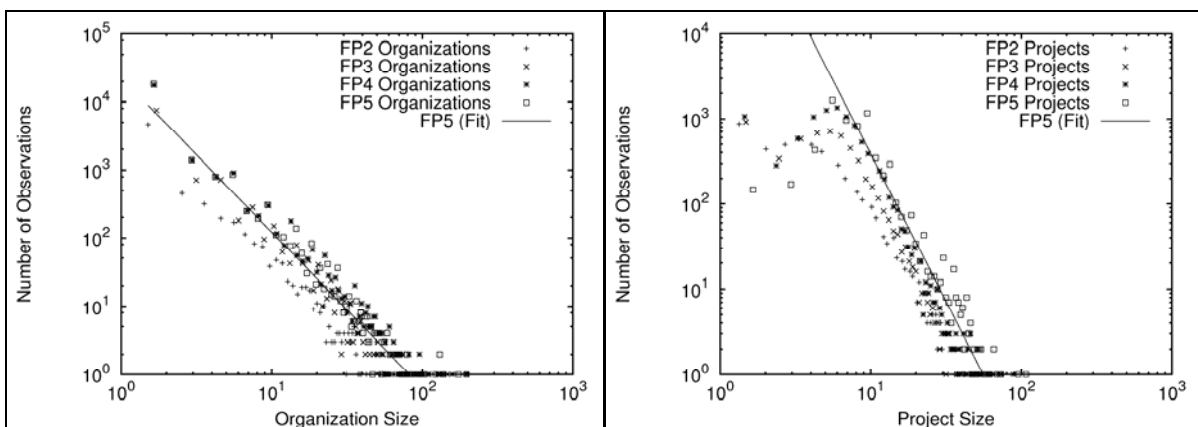 10^5
10^4
10^3
10^2
10^1
10^0
Number of Observations
FP2 Organizations
FP3 Organizations
FP4 Organizations
FP5 Organizations
FP5 (Fit)
10^0 10^1 10^2 10^3
Organization Size
10^4
10^3
10^2
10^1
10^0
Number of Observations
FP2 Projects
FP3 Projects
FP4 Projects
FP5 Projects
FP5 (Fit)
10^0 10^1 10^2 10^3
Project Size